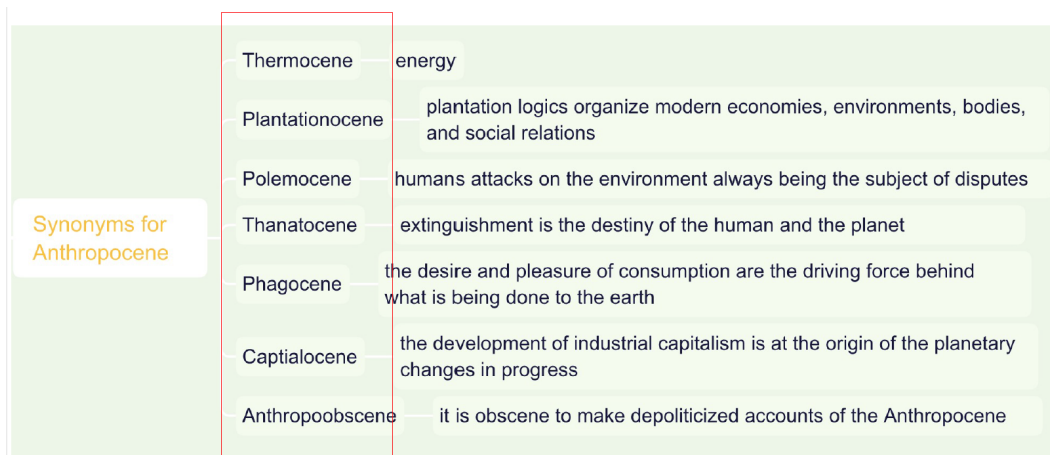 Synonyms for
Anthropocene
Thermocene
energy
Plantationocene
plantation logics organize modern economies, environments, bodies,
and social relations
Polemocene
humans attacks on the environment always being the subject of disputes
Thanatocene
extinguishment is the destiny of the human and the planet
Phagocene
the desire and pleasure of consumption are the driving force behind
what is being done to the earth
Captialocene
the development of industrial capitalism is at the origin of the planetary
changes in progress
Anthropoobscene
it is obscene to make depoliticized accounts of the Anthropocene